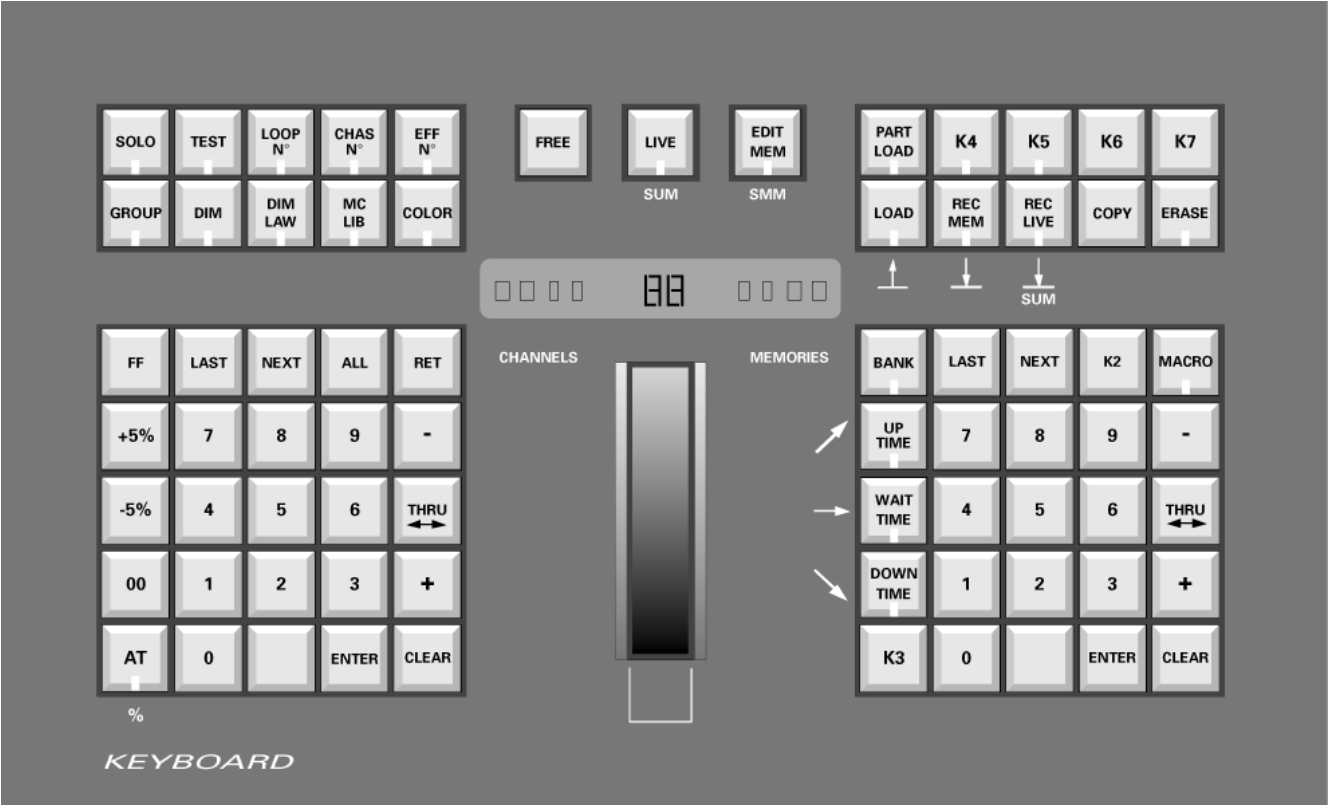 SOLO TEST LOOP N° CHAS N° EFF N°
GROUP DIM DIM LAW MC LIB COLOR
FREE LIVE EDIT MEM
SUM SMM
PART LOAD K4 K5 K6 K7
LOAD REC MEM REC LIVE COPY ERASE
SUM
CHANNELS MEMORIES
FF LAST NEXT ALL RET
+5% 7 8 9 -
-5% 4 5 6 THRU
00 1 2 3 +
AT 0 ENTER CLEAR
%
BANK LAST NEXT K2 MACRO
UP TIME 7 8 9 -
WAIT TIME 4 5 6 THRU
DOWN TIME 1 2 3 +
K3 0 ENTER CLEAR
KEYBOARD